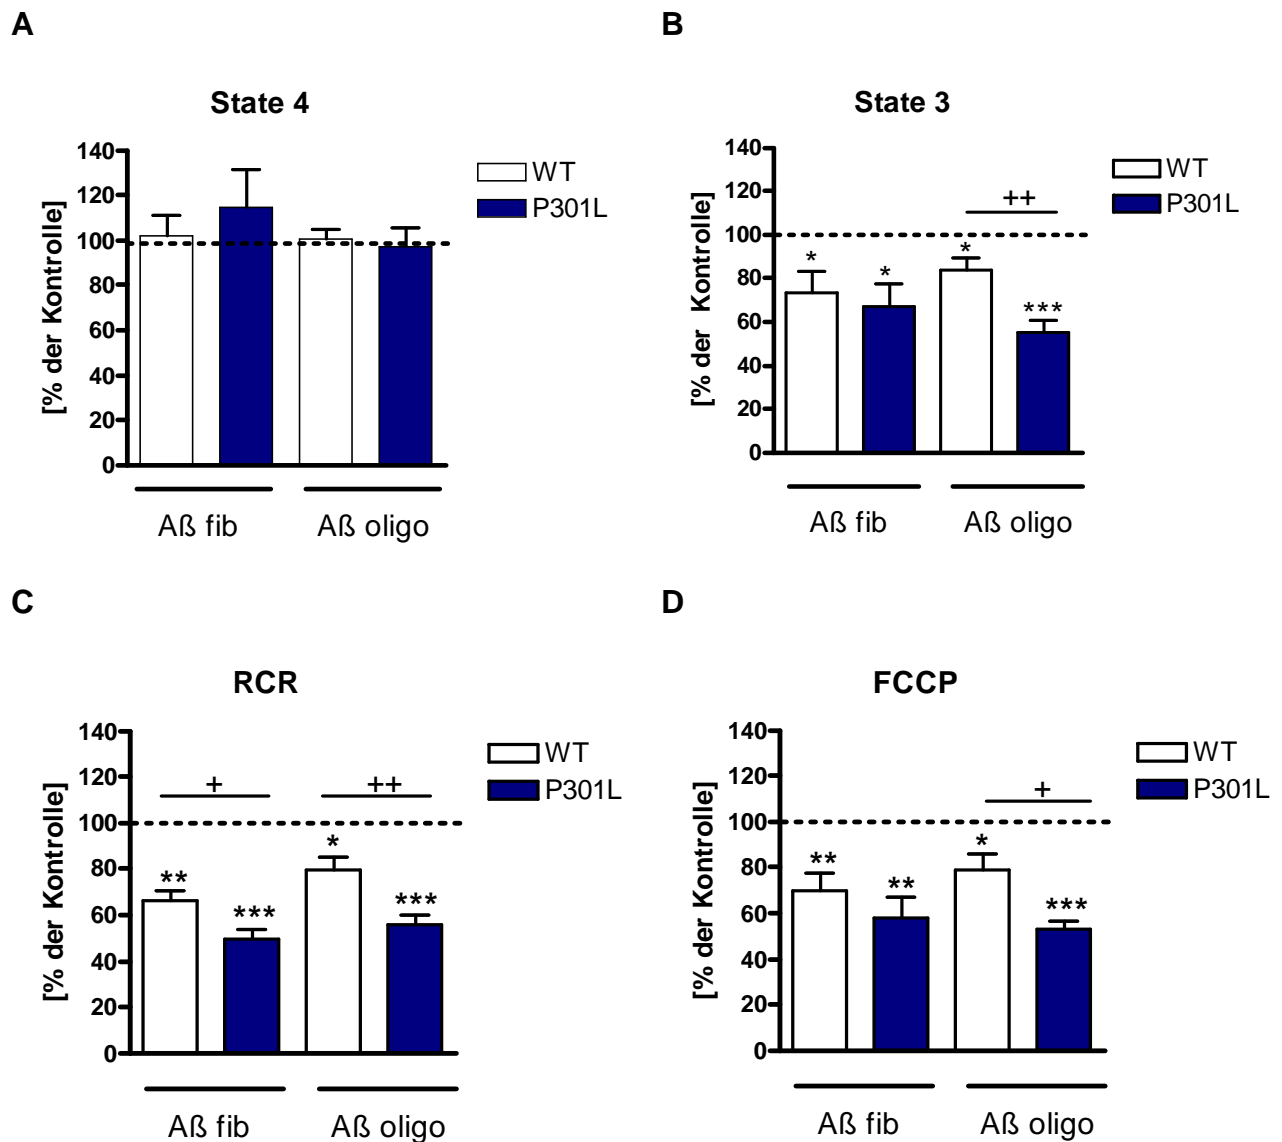 A
State 4
[% der Kontrolle]
140
120
100
80
60
40
20
0
WT
P301L
Aß fib
Aß oligo
B
State 3
[% der Kontrolle]
140
120
100
80
60
40
20
0
WT
P301L
++
*
*
*
***
Aß fib
Aß oligo
C
RCR
[% der Kontrolle]
140
120
100
80
60
40
20
0
WT
P301L
+
++
**
***
*
***
Aß fib
Aß oligo
D
FCCP
[% der Kontrolle]
140
120
100
80
60
40
20
0
WT
P301L
+
**
**
*
***
Aß fib
Aß oligo